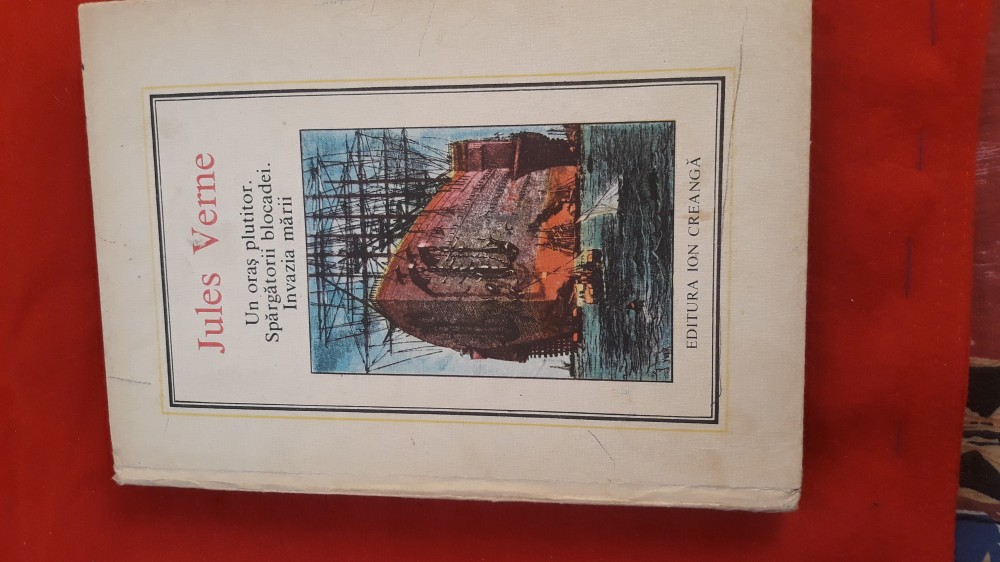 Jules Verne
Un oraș plutitor.
Spărgătorii blocadei.
Invazia mării
EDITURA ION CREANGĂ